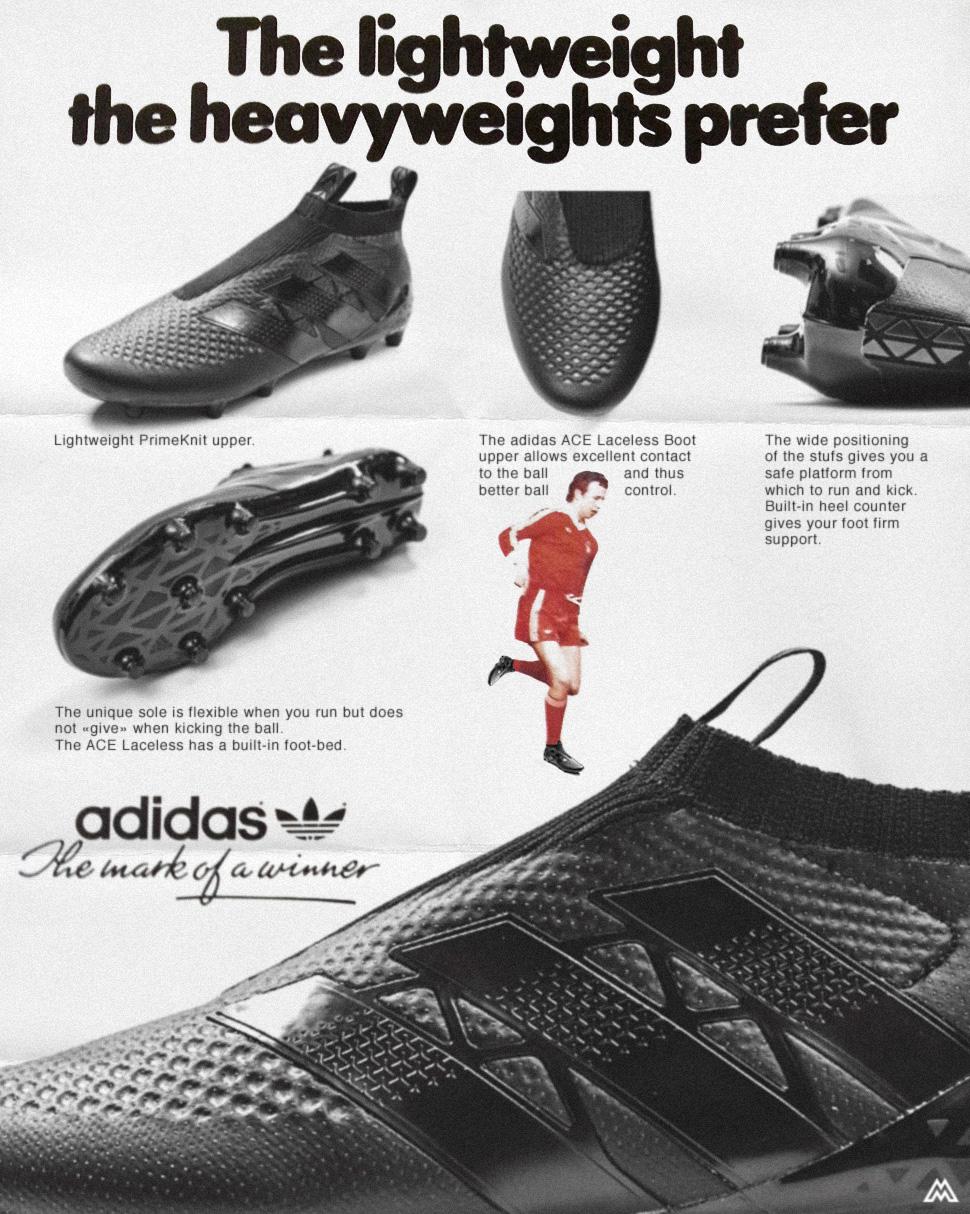 The lightweight
the heavyweights prefer
Lightweight PrimeKnit upper.
The adidas ACE Laceless Boot
upper allows excellent contact
to the ball and thus
better ball control.
The wide positioning
of the stufs gives you a
safe platform from
which to run and kick.
Built-in heel counter
gives your foot firm
support.
The unique sole is flexible when you run but does
not «give» when kicking the ball.
The ACE Laceless has a built-in foot-bed.
adidas
The mark of a winner